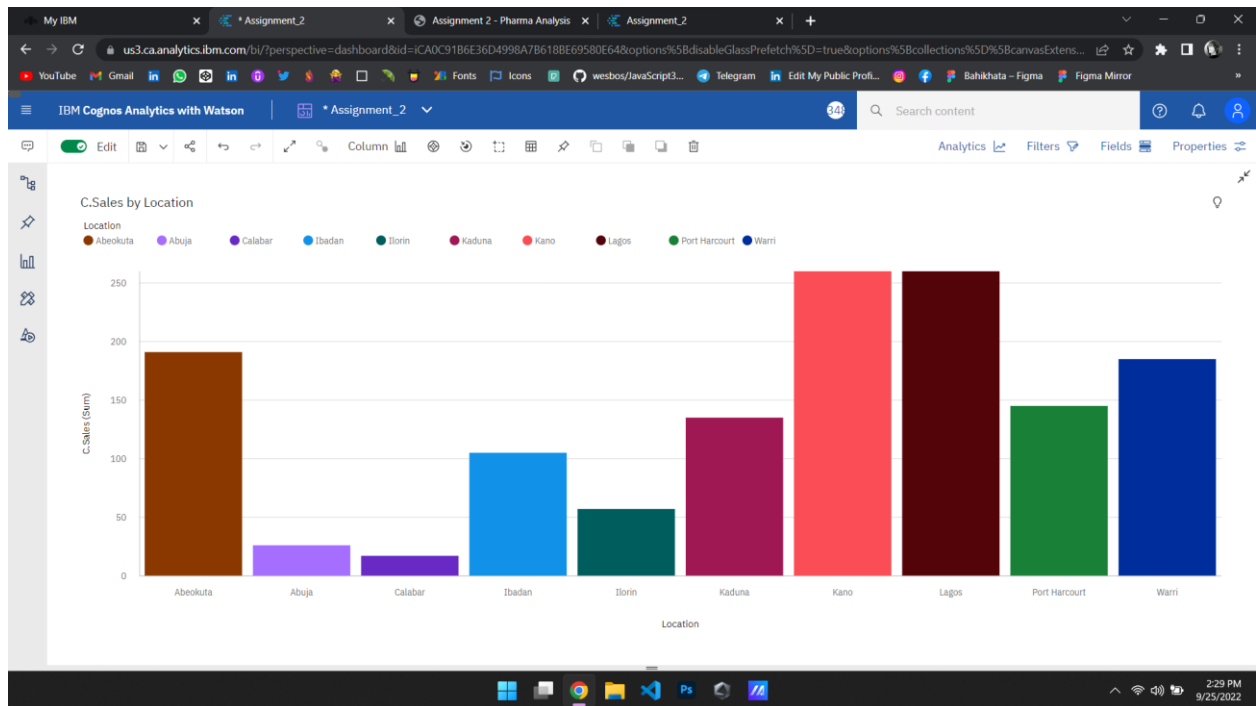 My IBM
* Assignment_2
Assignment 2 - Pharma Analysis
Assignment_2
us3.ca.analytics.ibm.com/bi/?perspective=dashboard&id=iCA0C91B6E36D4998A7B618BE69580E64&options%5BdisableGlassPrefetch%5D=true&options%5Bcollections%5D%5BcanvasExtens...
YouTube Gmail Fonts Icons wesbos/JavaScript3... Telegram Edit My Public Profi... Bahikhata – Figma Figma Mirror »
IBM Cognos Analytics with Watson * Assignment_2 Search content
Edit Column Analytics Filters Fields Properties
C.Sales by Location
Location
Abeokuta Abuja Calabar Ibadan Ilorin Kaduna Kano Lagos Port Harcourt Warri
250
200
150
100
50
0
C.Sales (Sum)
Abeokuta Abuja Calabar Ibadan Ilorin Kaduna Kano Lagos Port Harcourt Warri
Location
Ps
2:29 PM
9/25/2022